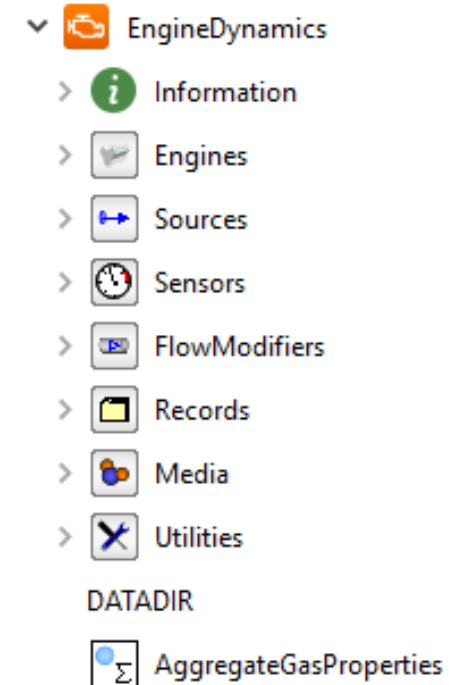 EngineDynamics
Information
Engines
Sources
Sensors
FlowModifiers
Records
Media
Utilities
DATADIR
AggregateGasProperties